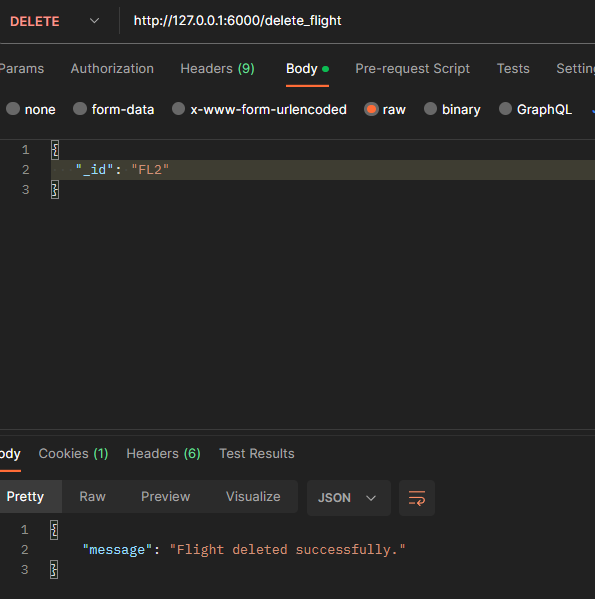 DELETE http://127.0.0.1:6000/delete_flight
Params Authorization Headers (9) Body Pre-request Script Tests Settin
none form-data x-www-form-urlencoded raw binary GraphQL
1 {
2 "_id": "FL2"
3 }
ody Cookies (1) Headers (6) Test Results
Pretty Raw Preview Visualize JSON
1 {
2 "message": "Flight deleted successfully."
3 }